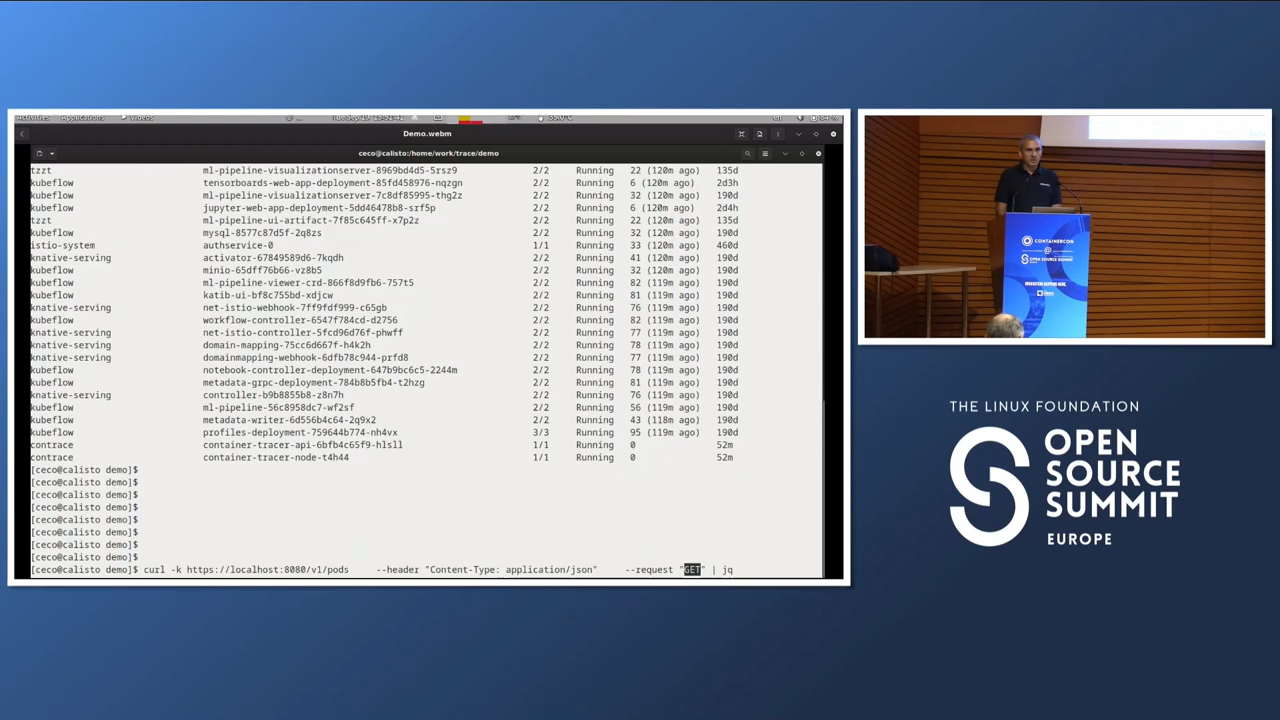 Activities Applications Videos
Demo.webm
ceco@calisto:/home/work/trace/demo
tzzt ml-pipeline-visualizationserver-8969bd4d5-5rsz9 2/2 Running 22 (120m ago) 135d
kubeflow tensorboards-web-app-deployment-85fd458976-nqzgn 2/2 Running 6 (120m ago) 2d3h
kubeflow ml-pipeline-visualizationserver-7c8df85995-thg2z 2/2 Running 32 (120m ago) 190d
kubeflow jupyter-web-app-deployment-5dd46474b8-srf5p 2/2 Running 6 (120m ago) 2d4h
tzzt ml-pipeline-ui-artifact-7f85c645ff-x7p2z 2/2 Running 22 (120m ago) 135d
kubeflow mysql-8577c87d5f-2q8zs 2/2 Running 32 (120m ago) 190d
istio-system authservice-0 1/1 Running 33 (120m ago) 460d
knative-serving activator-67849589d6-7kqdh 2/2 Running 41 (120m ago) 190d
kubeflow minio-65dff76b66-vz8b5 2/2 Running 32 (120m ago) 190d
kubeflow ml-pipeline-viewer-crd-866f8d9fb6-757t5 2/2 Running 82 (119m ago) 190d
kubeflow katib-ui-bf8c755bd-xdjcw 2/2 Running 81 (119m ago) 190d
knative-serving net-istio-webhook-7ff9fdf999-c65gb 2/2 Running 76 (119m ago) 190d
kubeflow workflow-controller-6547f784cd-z2756 2/2 Running 82 (119m ago) 190d
knative-serving net-istio-controller-5fcd96d76f-phwff 2/2 Running 77 (119m ago) 190d
knative-serving domain-mapping-75cc6d667f-h4k2h 2/2 Running 78 (119m ago) 190d
knative-serving domainmapping-webhook-6dfb78c944-prfd8 2/2 Running 77 (119m ago) 190d
kubeflow notebook-controller-deployment-647b9bc6c5-2244m 2/2 Running 78 (119m ago) 190d
kubeflow metadata-grpc-deployment-784b8b5fb4-t2hzg 2/2 Running 81 (119m ago) 190d
knative-serving controller-b9b8855b8-z8n7h 2/2 Running 76 (119m ago) 190d
kubeflow ml-pipeline-56c8958dc7-wf2sf 2/2 Running 56 (119m ago) 190d
kubeflow metadata-writer-6d556b4c64-2q9x2 2/2 Running 43 (118m ago) 190d
kubeflow profiles-deployment-759644b774-nh4vx 3/3 Running 95 (119m ago) 190d
contrace container-tracer-api-6bfb4c65f9-hlsll 1/1 Running 0 52m
contrace container-tracer-node-t4h44 1/1 Running 0 52m
[ceco@calisto demo]$
[ceco@calisto demo]$
[ceco@calisto demo]$
[ceco@calisto demo]$
[ceco@calisto demo]$
[ceco@calisto demo]$
[ceco@calisto demo]$
[ceco@calisto demo]$
[ceco@calisto demo]$ curl -k https://localhost:8080/v1/pods --header "Content-Type: application/json" --request "GET" | jq
CONTAINERCON
@
OPEN SOURCE SUMMIT
INNOVATION HAPPENS HERE.
THE LINUX FOUNDATION
OPEN
SOURCE
SUMMIT
EUROPE